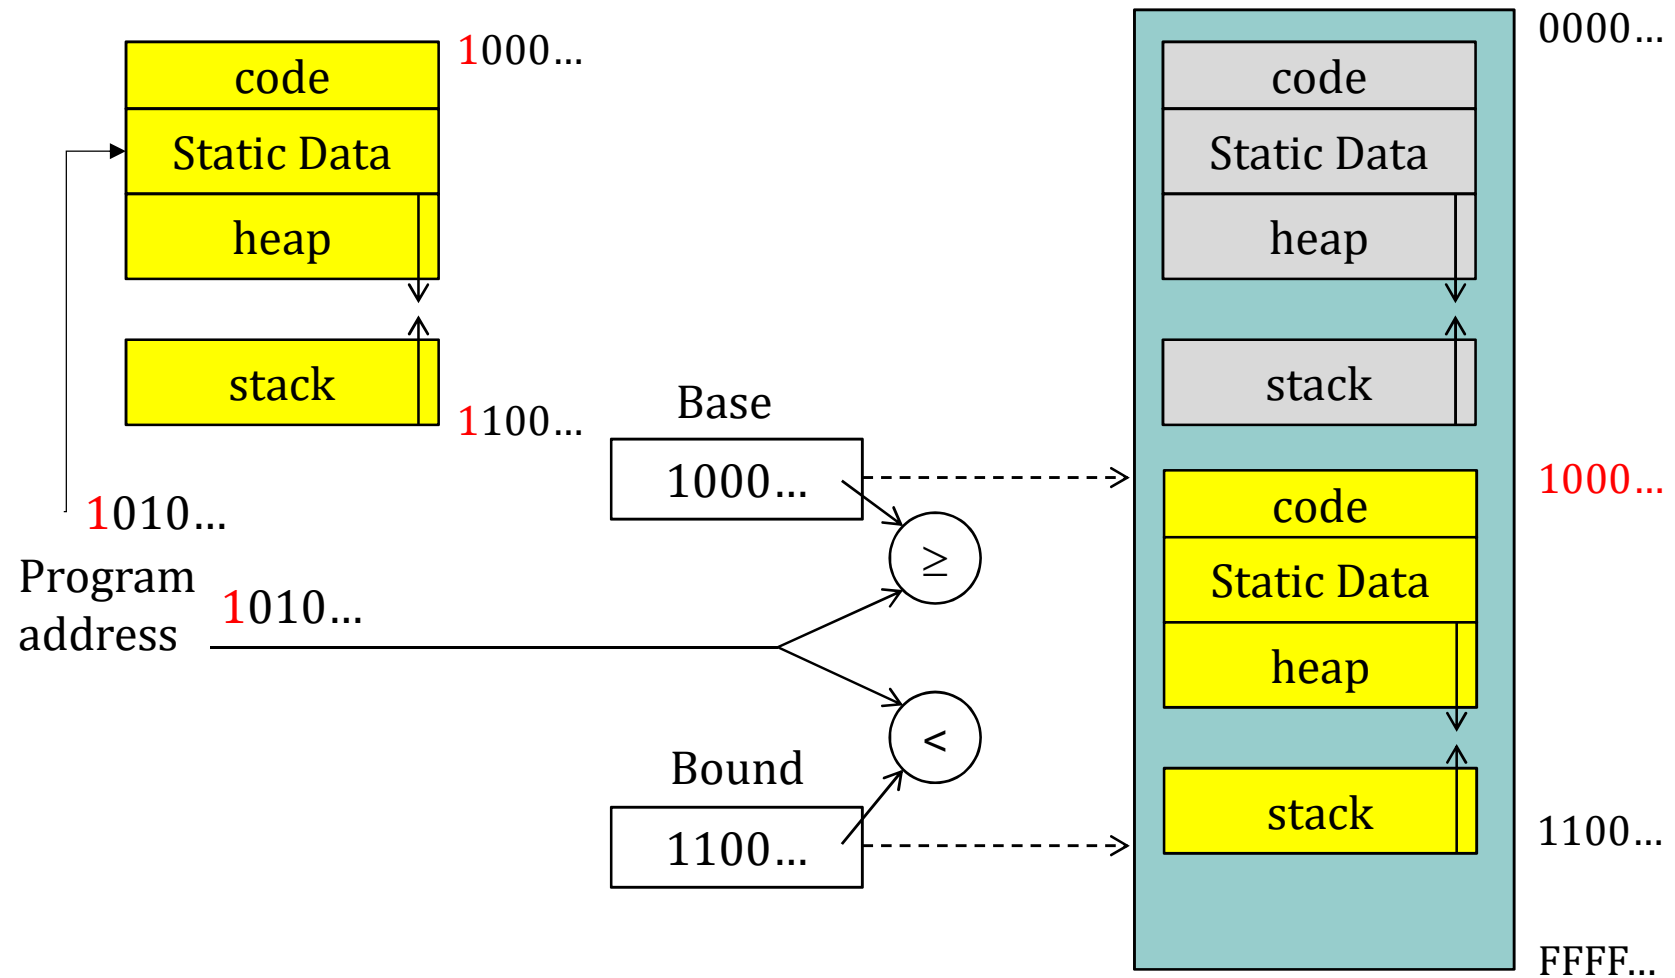 code
1000…
Static Data
heap
stack
1100…
1010…
Program
address
1010…
Base
1000…
≥
<
Bound
1100…
0000…
code
Static Data
heap
stack
1000…
code
Static Data
heap
stack
1100…
FFFF…